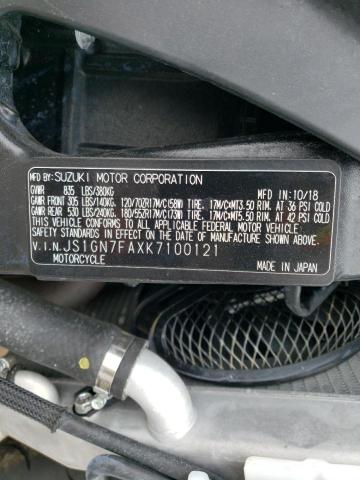 MFD BY SUZUKI MOTOR CORPORATION
GVWR 835 LBS/380KG MFD IN:10/18
GAWR FRONT 305 LBS/140KG, 120/70ZR17M/C(58W) TIRE, 17M/C×MT3.50 RIM, AT 36 PSI COLD
GAWR REAR 530 LBS/240KG, 180/55ZR17M/C(73W) TIRE, 17M/C×MT5.50 RIM, AT 42 PSI COLD
THIS VEHICLE CONFORMS TO ALL APPLICABLE FEDERAL MOTOR VEHICLE
SAFETY STANDARDS IN EFFECT ON THE DATE OF MANUFACTURE SHOWN ABOVE.
V.I.N. JS1GN7FAXK7100121
MOTORCYCLE MADE IN JAPAN